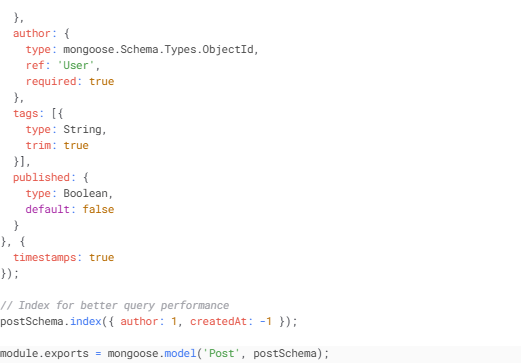 },
  author: {
    type: mongoose.Schema.Types.ObjectId,
    ref: 'User',
    required: true
  },
  tags: [{
    type: String,
    trim: true
  }],
  published: {
    type: Boolean,
    default: false
  }
}, {
  timestamps: true
});

// Index for better query performance
postSchema.index({ author: 1, createdAt: -1 });

module.exports = mongoose.model('Post', postSchema);